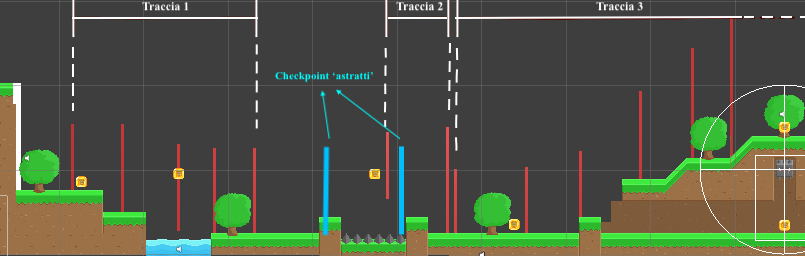 Traccia 1
Traccia 2
Traccia 3
Checkpoint ‘astratti’